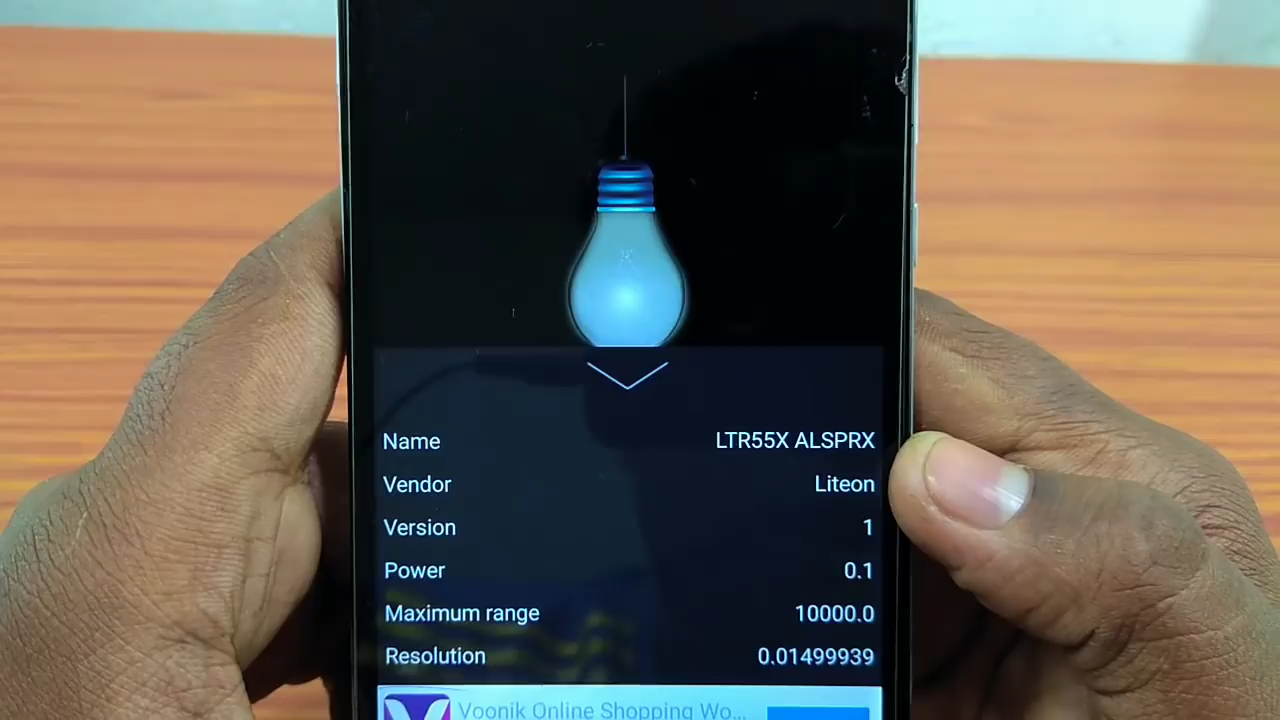 Name LTR55X ALSPRX
Vendor Liteon
Version 1
Power 0.1
Maximum range 10000.0
Resolution 0.01499939
Voonik Online Shopping Wo...